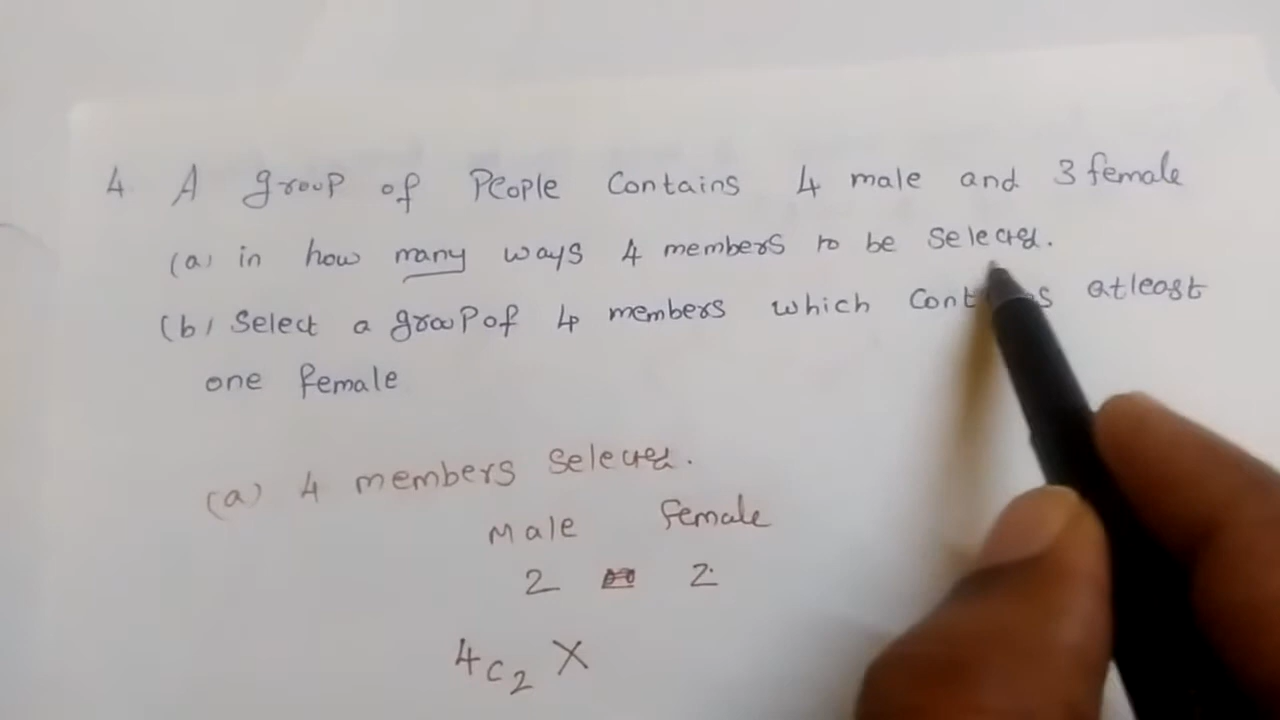 4. A group of People Contains 4 male and 3 female
(a) in how many ways 4 members to be selected.
(b) Select a group of 4 members which atleast
one female
(a) 4 members selected.
Male female
2 2
4C2 X